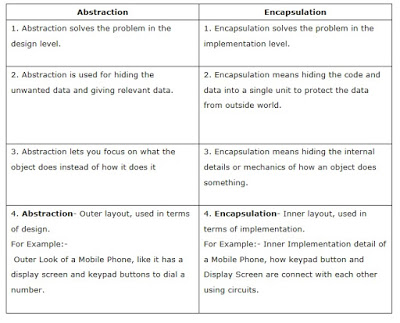 Abstraction
Encapsulation
1. Abstraction solves the problem in the
design level.
1. Encapsulation solves the problem in the
implementation level.
2. Abstraction is used for hiding the
unwanted data and giving relevant data.
2. Encapsulation means hiding the code and
data into a single unit to protect the data
from outside world.
3. Abstraction lets you focus on what the
object does instead of how it does it
3. Encapsulation means hiding the internal
details or mechanics of how an object does
something.
4. Abstraction- Outer layout, used in terms
of design.
For Example:-
Outer Look of a Mobile Phone, like it has a
display screen and keypad buttons to dial a
number.
4. Encapsulation- Inner layout, used in
terms of implementation.
For Example:- Inner Implementation detail of
a Mobile Phone, how keypad button and
Display Screen are connect with each other
using circuits.